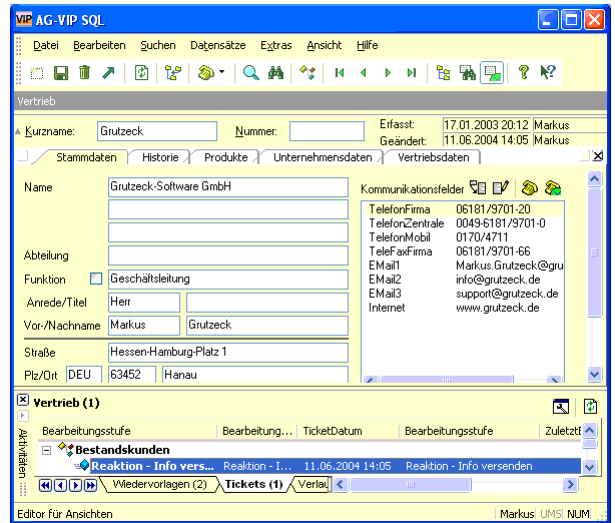 VIP AG-VIP SQL
Datei Bearbeiten Suchen Datensätze Extras Ansicht Hilfe
Vertrieb
Kurzname: Grutzeck Nummer: Erfasst: 17.01.2003 20:12 Markus
Geändert: 11.06.2004 14:05 Markus
Stammdaten Historie Produkte Unternehmensdaten Vertriebsdaten
Name Grutzeck-Software GmbH Kommunikationsfelder
TelefonFirma 06181/9701-20
TelefonZentrale 0049-6181/9701-0
TelefonMobil 0170/4711
Abteilung TeleFaxFirma 06181/9701-66
EMail1 Markus.Grutzeck@gru
Funktion Geschäftsleitung EMail2 info@grutzeck.de
EMail3 support@grutzeck.de
Anrede/Titel Herr Internet www.grutzeck.de
Vor-/Nachname Markus Grutzeck
Straße Hessen-Hamburg-Platz 1
Plz/Ort DEU 63452 Hanau
Vertrieb (1)
Aktivitäten
Bearbeitungsstufe Bearbeitung... TicketDatum Bearbeitungsstufe ZuletztE
Bestandskunden
Reaktion - Info vers... Reaktion - I... 11.06.2004 14:05 Reaktion - Info versenden
Wiedervorlagen (2) Tickets (1) Verlau
Editor für Ansichten Markus UMS NUM